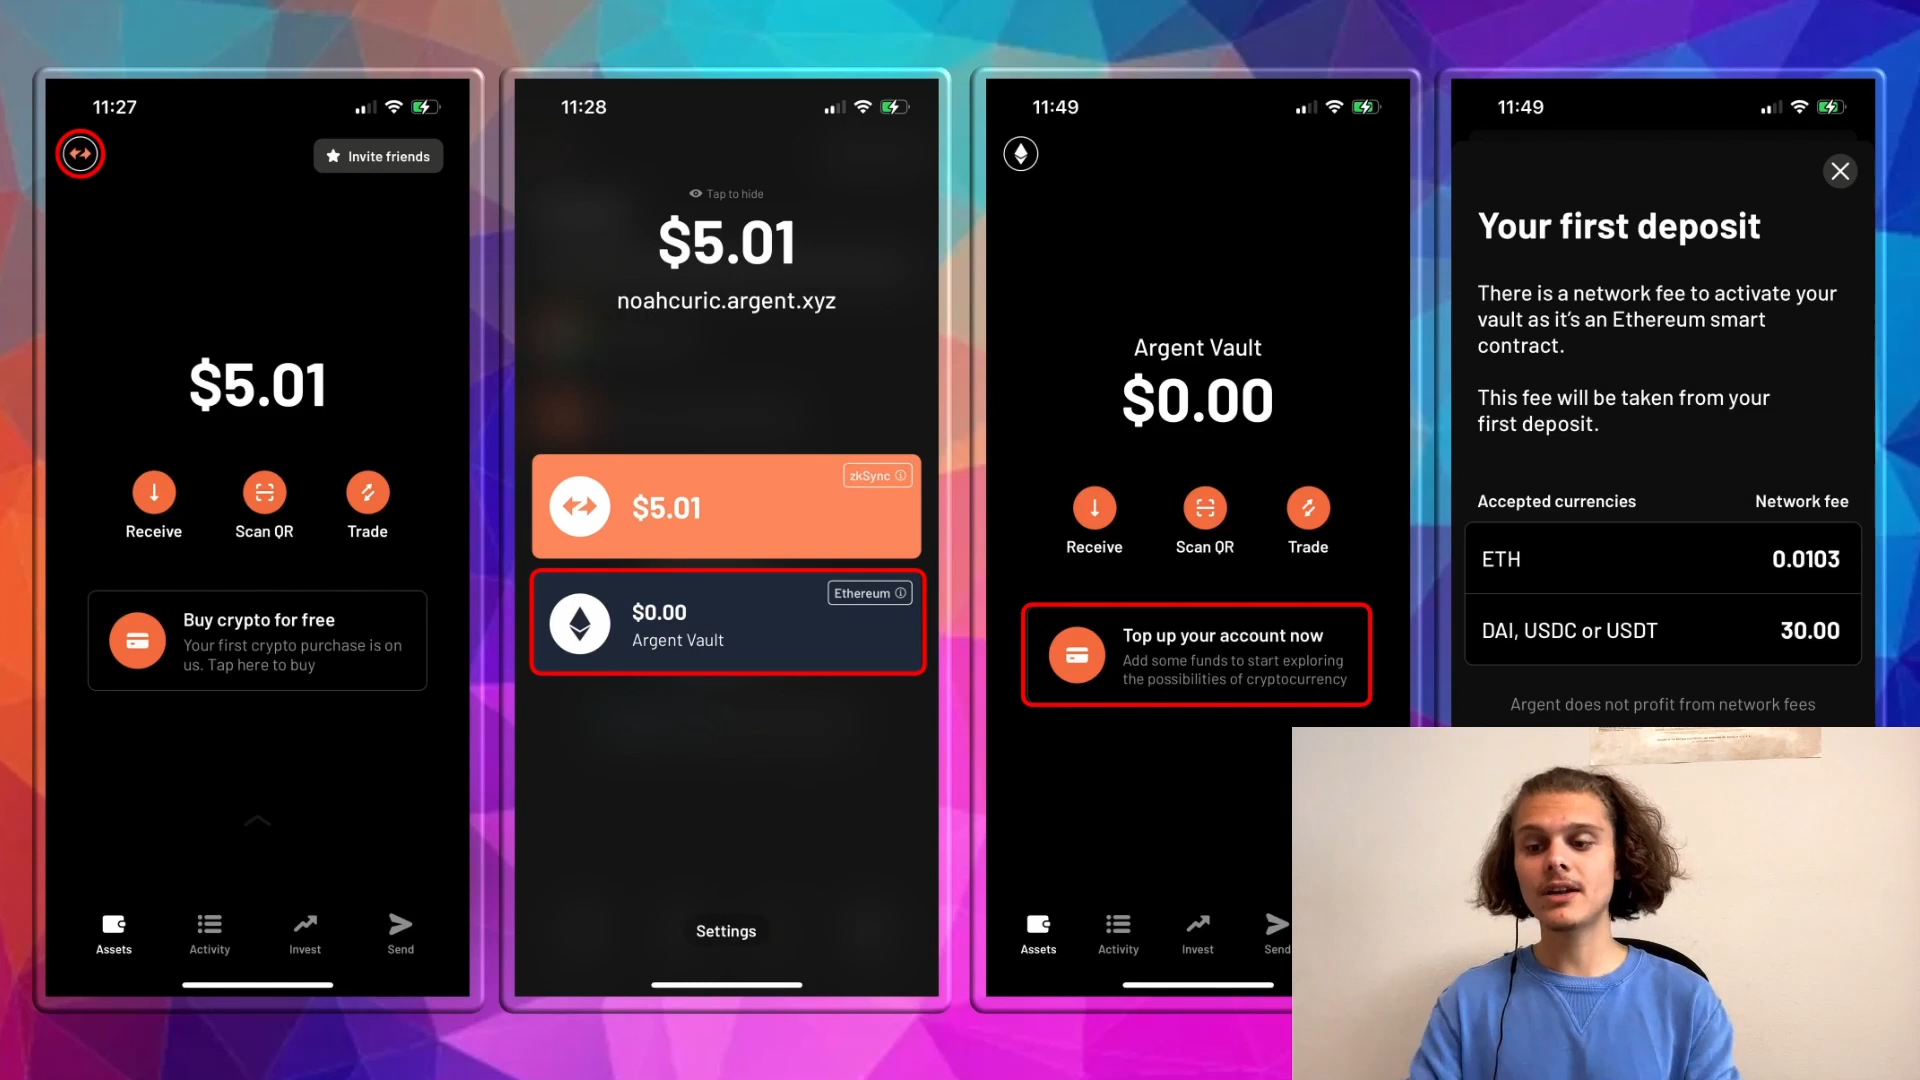 11:27
Invite friends
$5.01
Receive
Scan QR
Trade
Buy crypto for free
Your first crypto purchase is on
us. Tap here to buy
Assets
Activity
Invest
Send
11:28
Tap to hide
$5.01
noahcuric.argent.xyz
zkSync
$5.01
Ethereum
$0.00
Argent Vault
Settings
11:49
Argent Vault
$0.00
Receive
Scan QR
Trade
Top up your account now
Add some funds to start exploring
the possibilities of cryptocurrency
Assets
Activity
Invest
Send
11:49
Your first deposit
There is a network fee to activate your
vault as it's an Ethereum smart
contract.
This fee will be taken from your
first deposit.
Accepted currencies
Network fee
ETH
0.0103
DAI, USDC or USDT
30.00
Argent does not profit from network fees